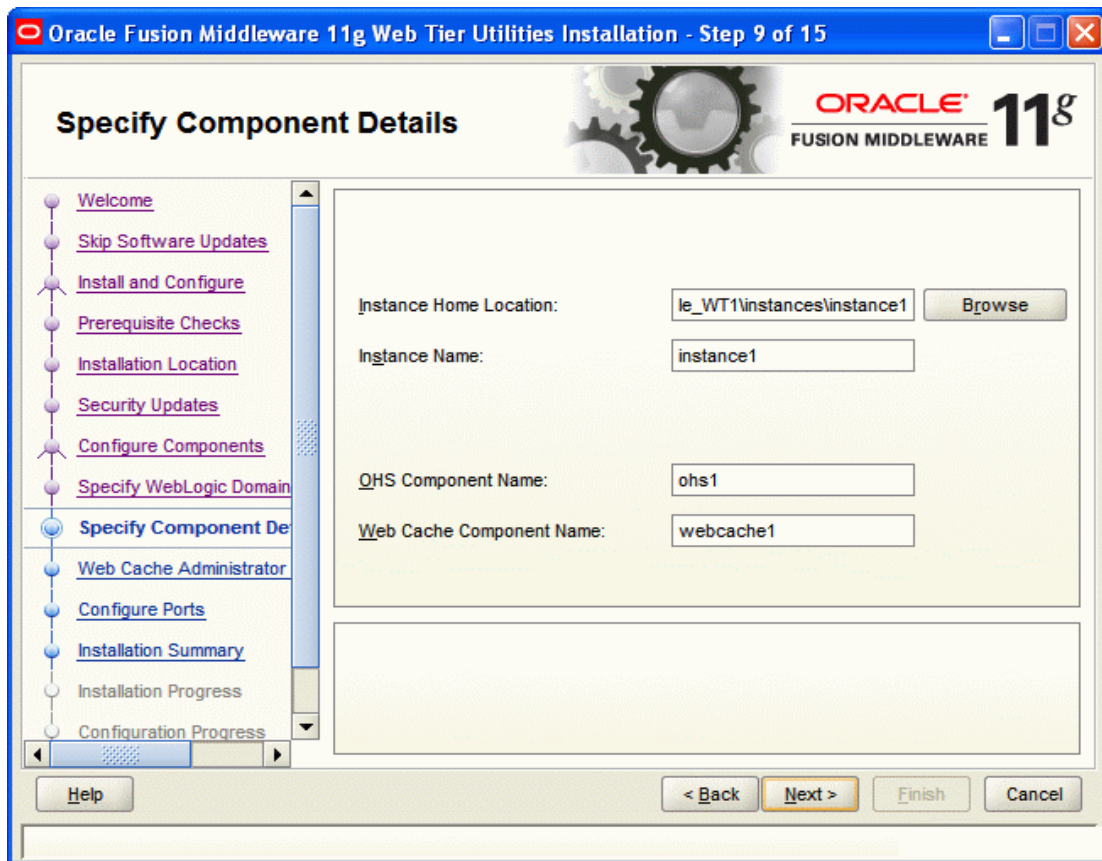 Oracle Fusion Middleware 11g Web Tier Utilities Installation - Step 9 of 15
Specify Component Details
ORACLE
FUSION MIDDLEWARE 11g
Welcome
Skip Software Updates
Install and Configure
Prerequisite Checks
Installation Location
Security Updates
Configure Components
Specify WebLogic Domain
Specify Component De
Web Cache Administrator
Configure Ports
Installation Summary
Installation Progress
Configuration Progress
Instance Home Location: le_WT1\instances\instance1 Browse
Instance Name: instance1
OHS Component Name: ohs1
Web Cache Component Name: webcache1
Help < Back Next > Finish Cancel